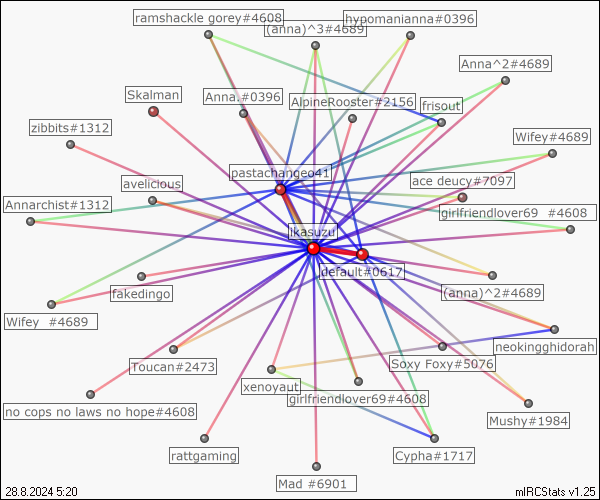 ramshackle gorey#4608
hypomanianna#0396
(anna)^3#4689
Anna^2#4689
Skalman
Anna.#0396
AlpineRooster#2156
frisout
zibbits#1312
Wifey#4689
pastachangeo41
avelicious
ace deucy#7097
Annarchist#1312
girlfriendlover69__#4608
ikasuzu
default#0617
fakedingo
(anna)^2#4689
Wifey_#4689
neokingghidorah
Toucan#2473
Soxy Foxy#5076
xenoyaut
girlfriendlover69#4608
no cops no laws no hope#4608
Mushy#1984
rattgaming
Cypha#1717
Mad_#6901
28.8.2024 5:20
mIRCStats v1.25